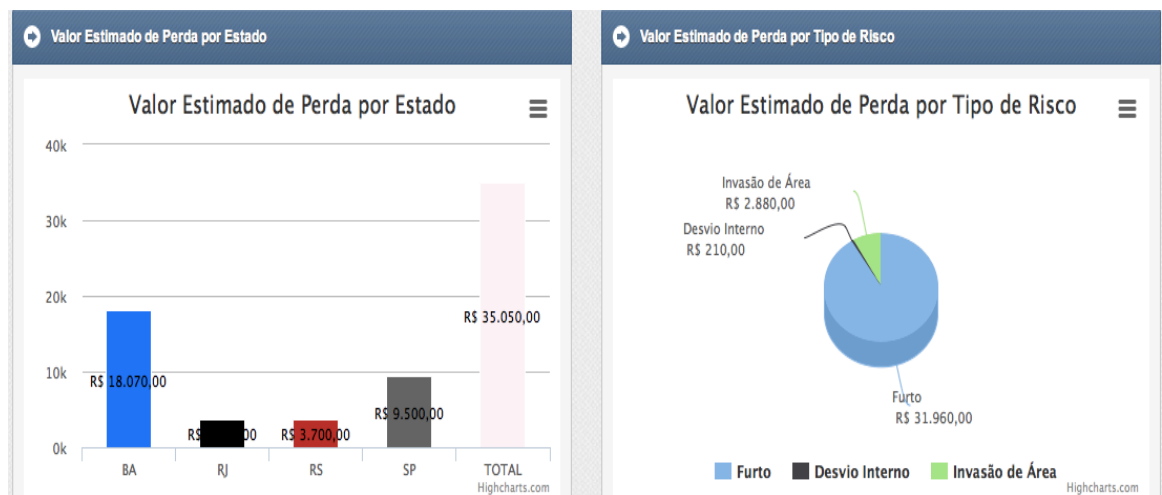 Valor Estimado de Perda por Estado
Valor Estimado de Perda por Estado
40k
30k
20k
10k
0k
R$ 18.070,00
R$ 3.700,00
R$ 9.500,00
R$ 35.050,00
BA
RJ
RS
SP
TOTAL
Highcharts.com
Valor Estimado de Perda por Tipo de Risco
Valor Estimado de Perda por Tipo de Risco
Invasão de Área
R$ 2.880,00
Desvio Interno
R$ 210,00
Furto
R$ 31.960,00
Furto
Desvio Interno
Invasão de Área
Highcharts.com